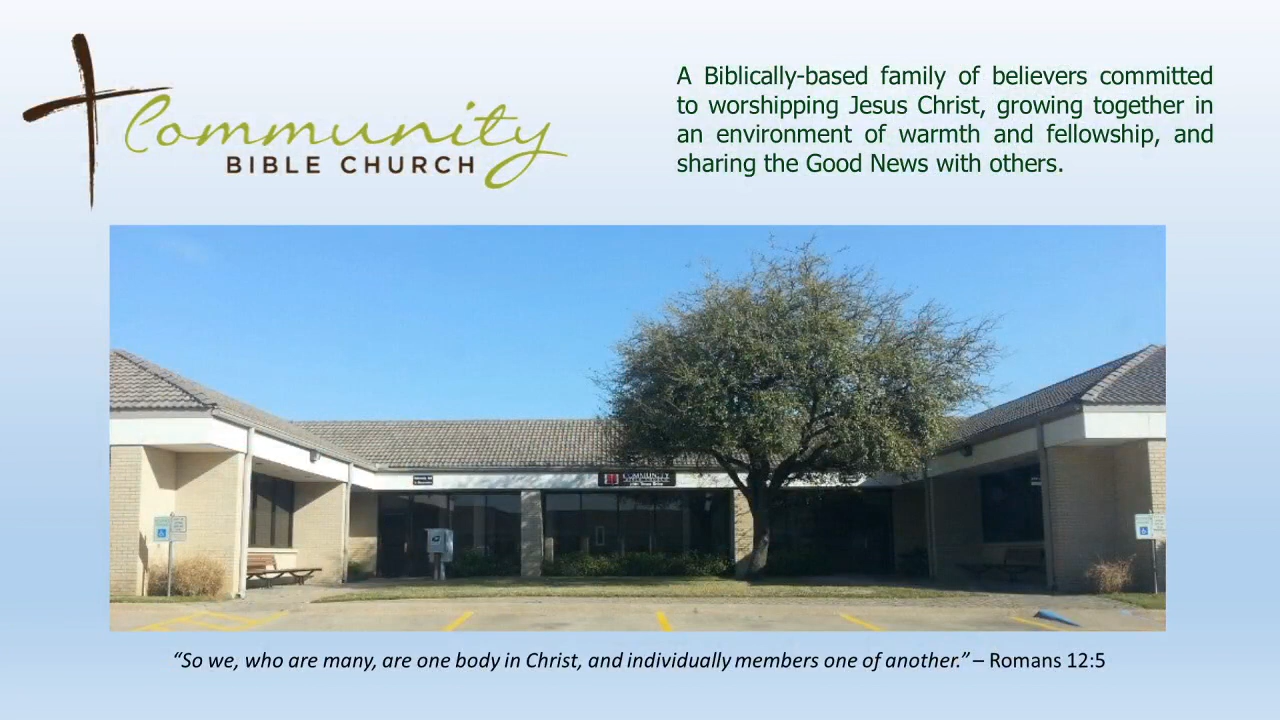 Community
BIBLE CHURCH
A Biblically-based family of believers committed
to worshipping Jesus Christ, growing together in
an environment of warmth and fellowship, and
sharing the Good News with others.
COMMUNITY
“So we, who are many, are one body in Christ, and individually members one of another.” – Romans 12:5